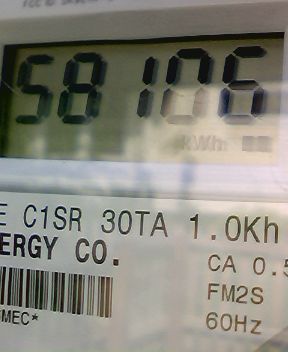 58106
kWh
E C1SR 30TA 1.0Kh
ERGY CO.
CA 0.5
FM2S
MEC*
60Hz